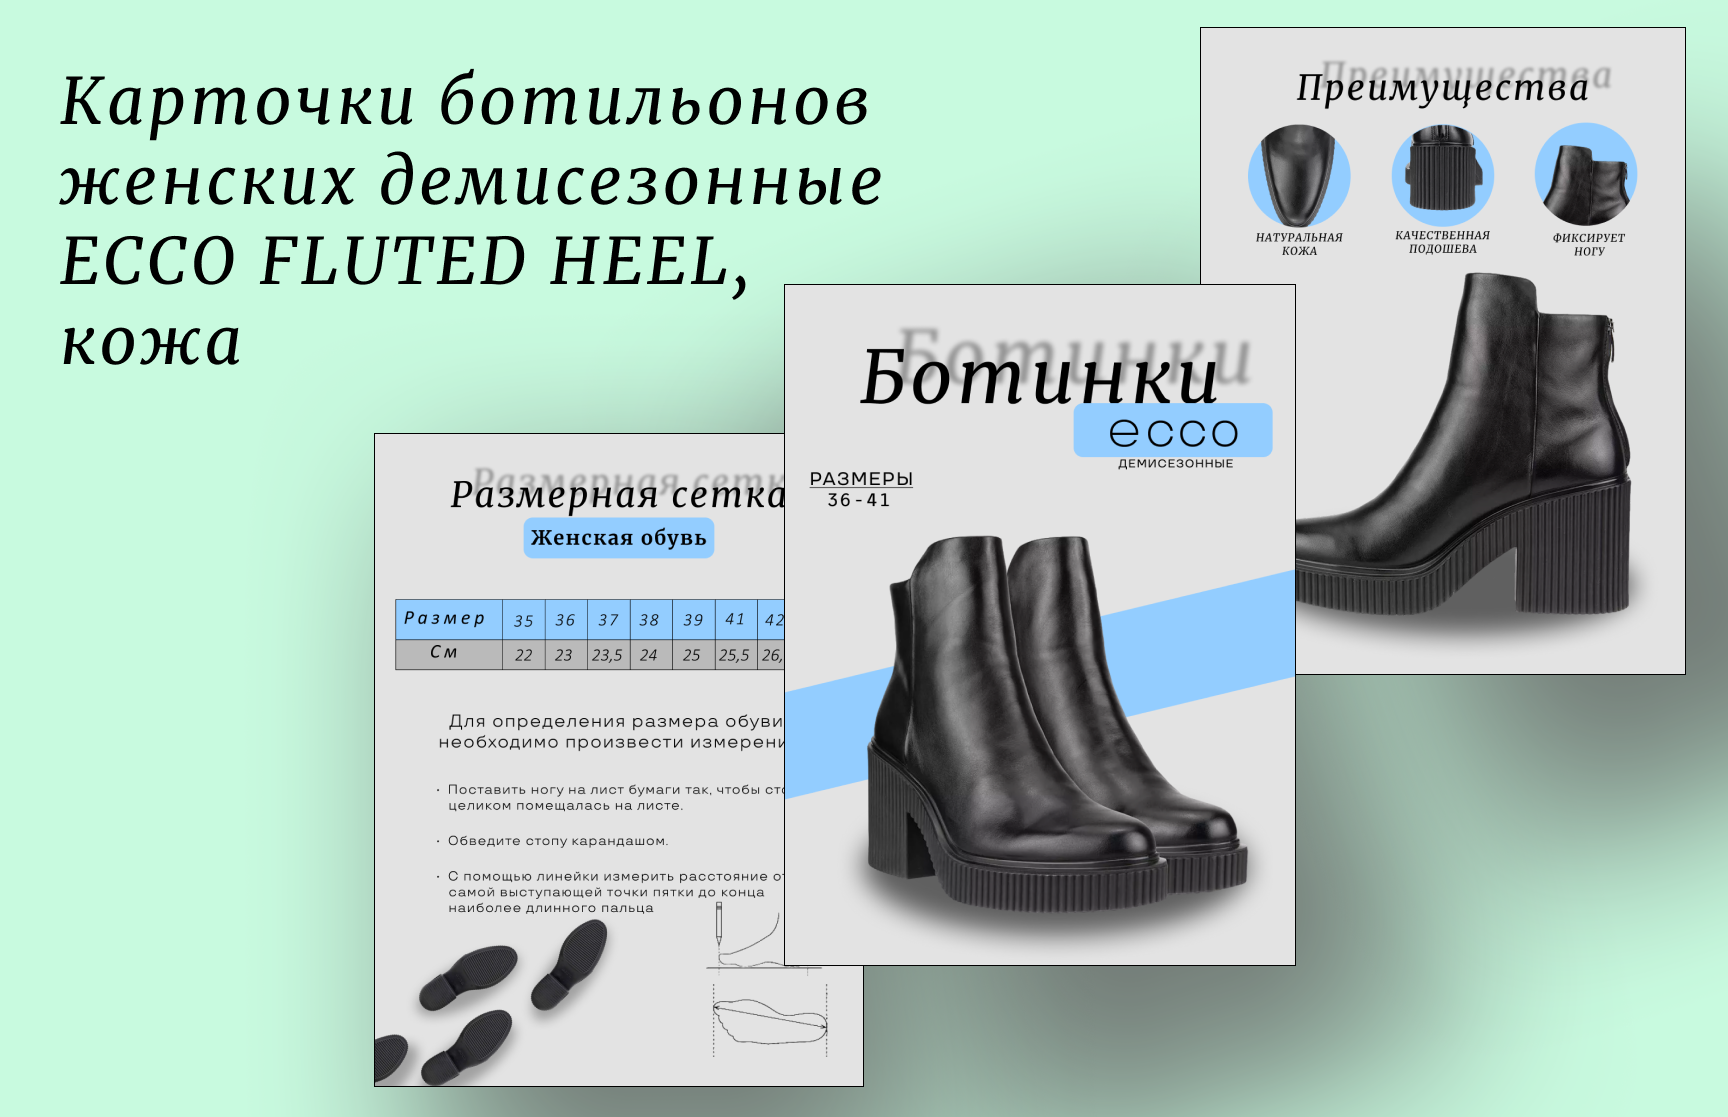 Карточки ботильонов
женских демисезонные
ECCO FLUTED HEEL,
кожа
Преимущества
НАТУРАЛЬНАЯ
КОЖА
КАЧЕСТВЕННАЯ
ПОДОШЕВА
ФИКСИРУЕТ
НОГУ
Ботинки
ecco
ДЕМИСЕЗОННЫЕ
РАЗМЕРЫ
36-41
Размерная сетка
Женская обувь
Размер 35 36 37 38 39 41 42
См 22 23 23,5 24 25 25,5 26,
Для определения размера обуви
необходимо произвести
Поставить ногу на лист бумаги так, чтобы
целиком помещалась на листе.
Обведите стопу карандашом.
С помощью линейки измерить расстояние
самой выступающей точки пятки до конца
наиболее длинного пальца